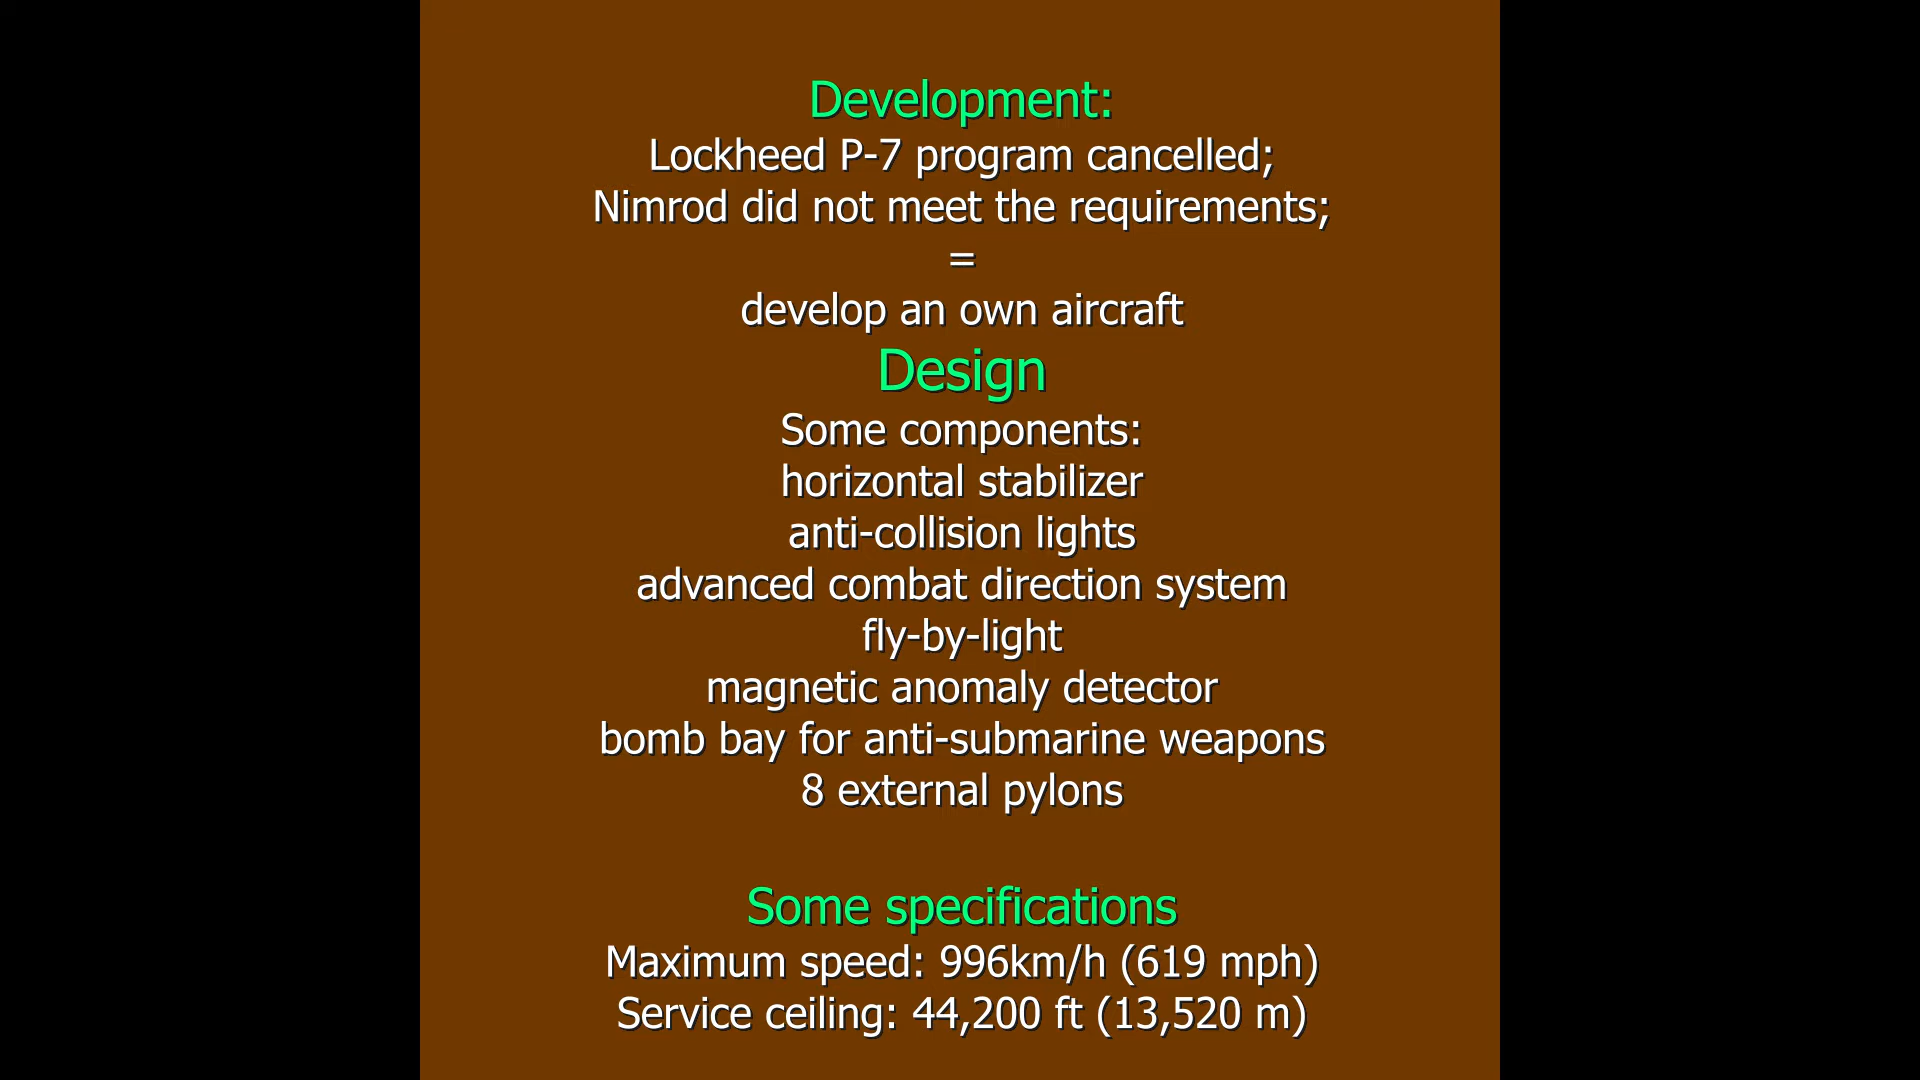 Development:
Lockheed P-7 program cancelled;
Nimrod did not meet the requirements;
=
develop an own aircraft
Design
Some components:
horizontal stabilizer
anti-collision lights
advanced combat direction system
fly-by-light
magnetic anomaly detector
bomb bay for anti-submarine weapons
8 external pylons
Some specifications
Maximum speed: 996km/h (619 mph)
Service ceiling: 44,200 ft (13,520 m)